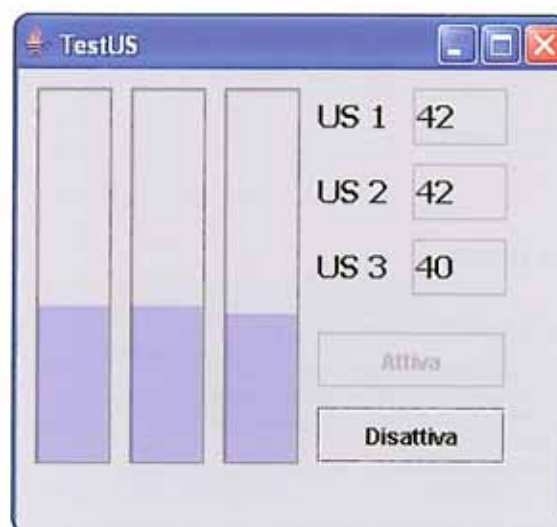 TestUS
US 1 42
US 2 42
US 3 40
Attiva
Disattiva